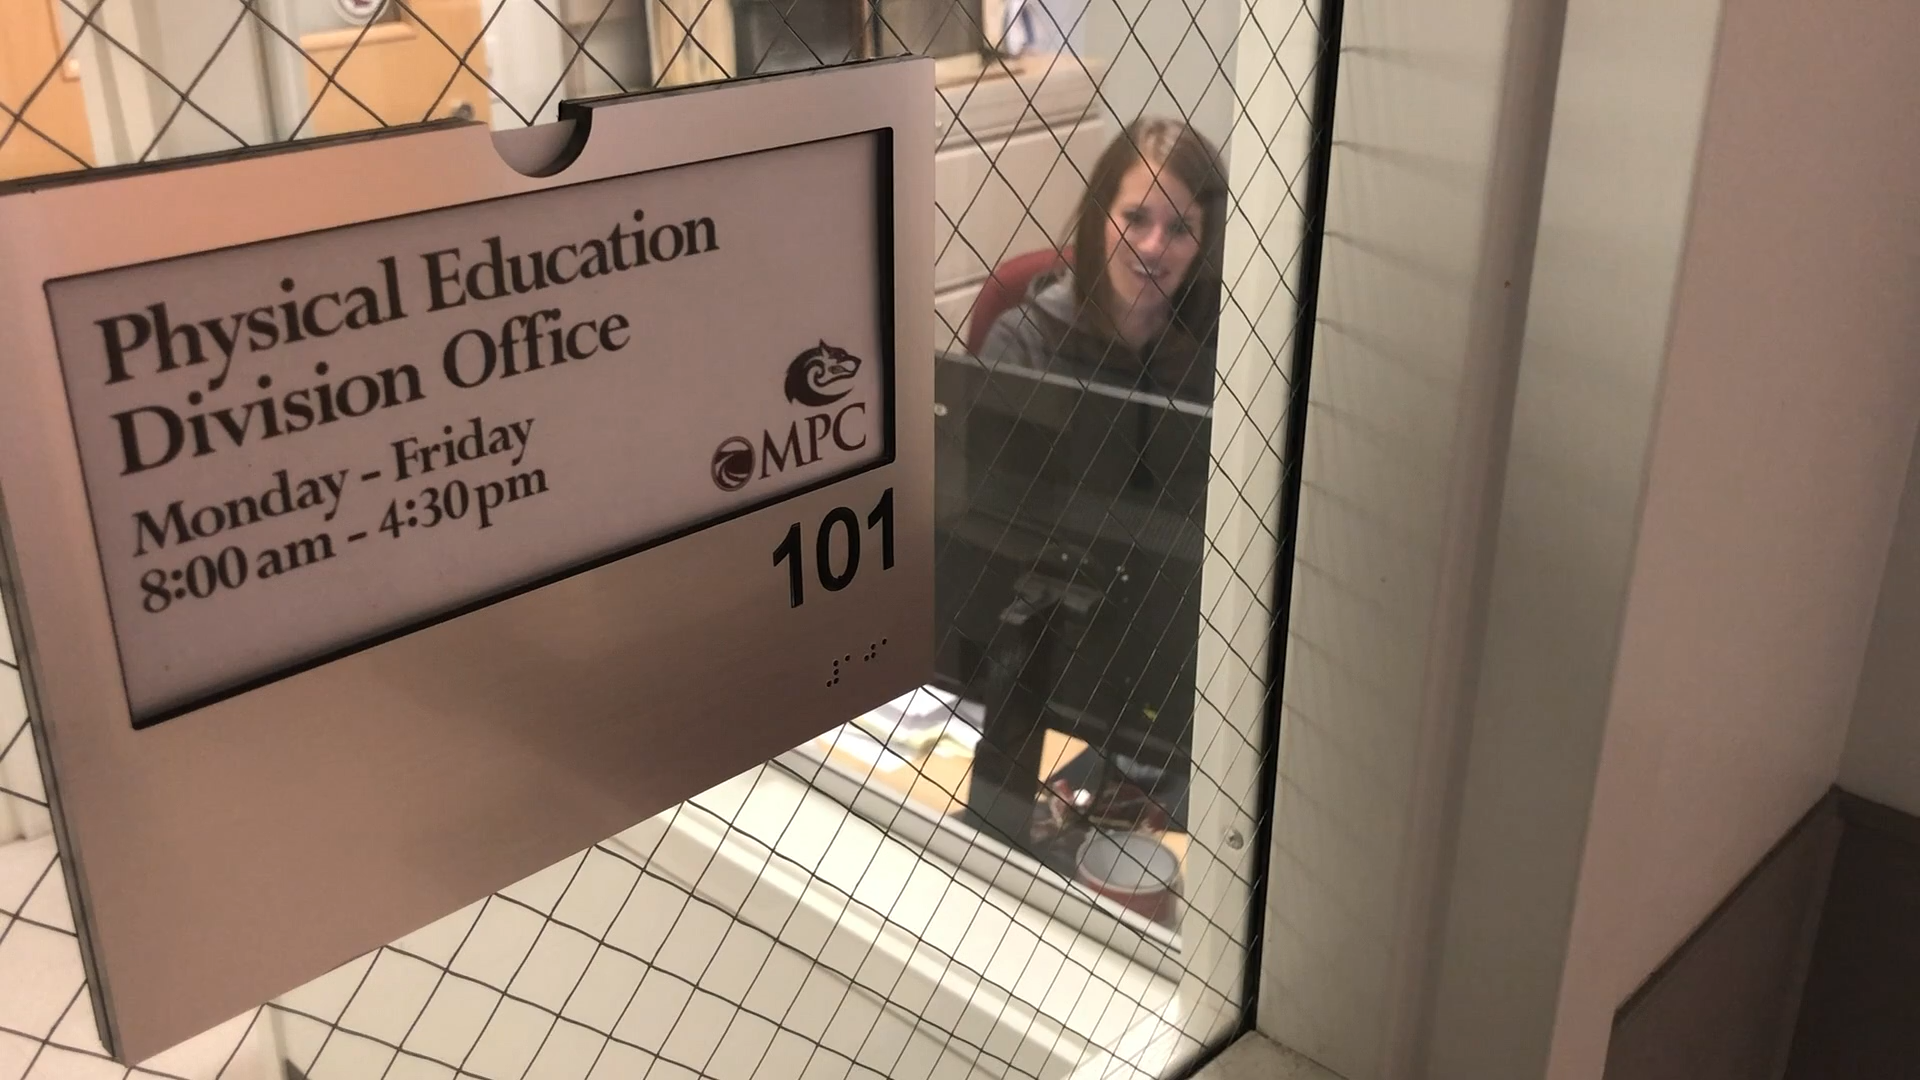 Physical Education
Division Office
Monday - Friday
8:00 am - 4:30 pm
MPC
101